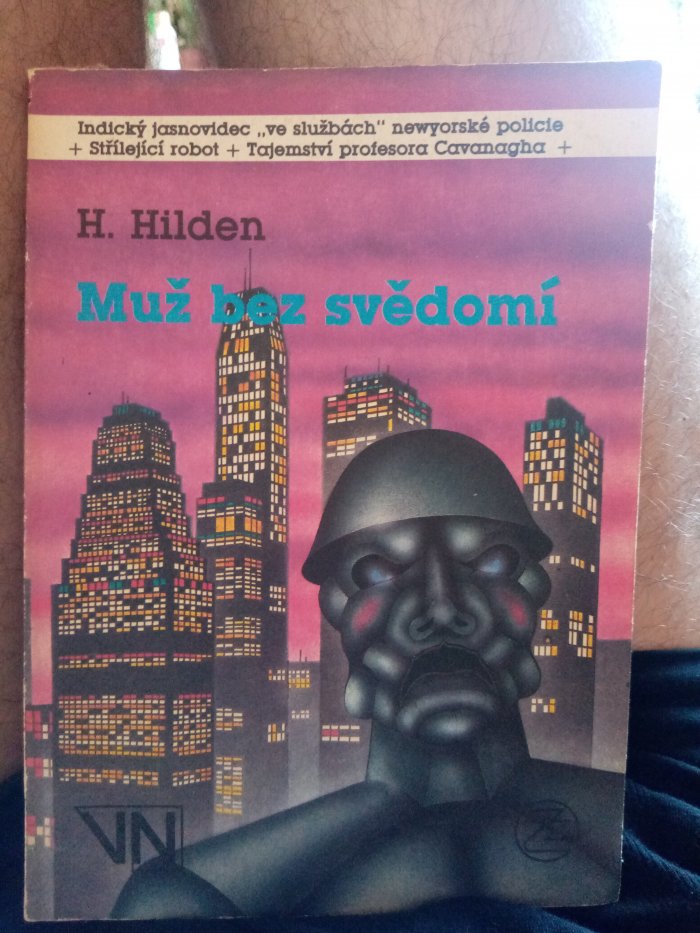 Indický jasnovidec „ve službách" newyorské policie
+ Střílející robot + Tajemství profesora Cavanagha +
H. Hilden
Muž bez svědomí
VN